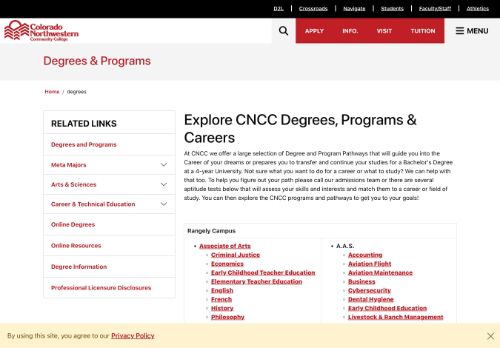 D2L | Crossroads | Navigate | Students | Faculty/Staff | Athletics
Colorado
Northwestern
Community College
APPLY INFO. VISIT TUITION MENU
Degrees & Programs
Home / degrees
RELATED LINKS
Degrees and Programs
Meta Majors
Arts & Sciences
Career & Technical Education
Online Degrees
Online Resources
Degree Information
Professional Licensure Disclosures
Explore CNCC Degrees, Programs &
Careers
At CNCC we offer a large selection of Degree and Program Pathways that will guide you into the
Career of your dreams or prepares you to transfer and continue your studies for a Bachelor's Degree
at a 4-year University. Not sure what you want to do for a career or what to study? We can help with
that too. To help you figure out your path please call our admissions team or there are several
aptitude tests below that will assess your skills and interests and match them to a career or field of
study. You can then explore the CNCC programs and pathways to get you to your goals!
Rangely Campus
Associate of Arts
Criminal Justice
Economics
Early Childhood Teacher Education
Elementary Teacher Education
English
French
History
Philosophy
A.A.S.
Accounting
Aviation Flight
Aviation Maintenance
Business
Cybersecurity
Dental Hygiene
Early Childhood Education
Livestock & Ranch Management
By using this site, you agree to our Privacy Policy